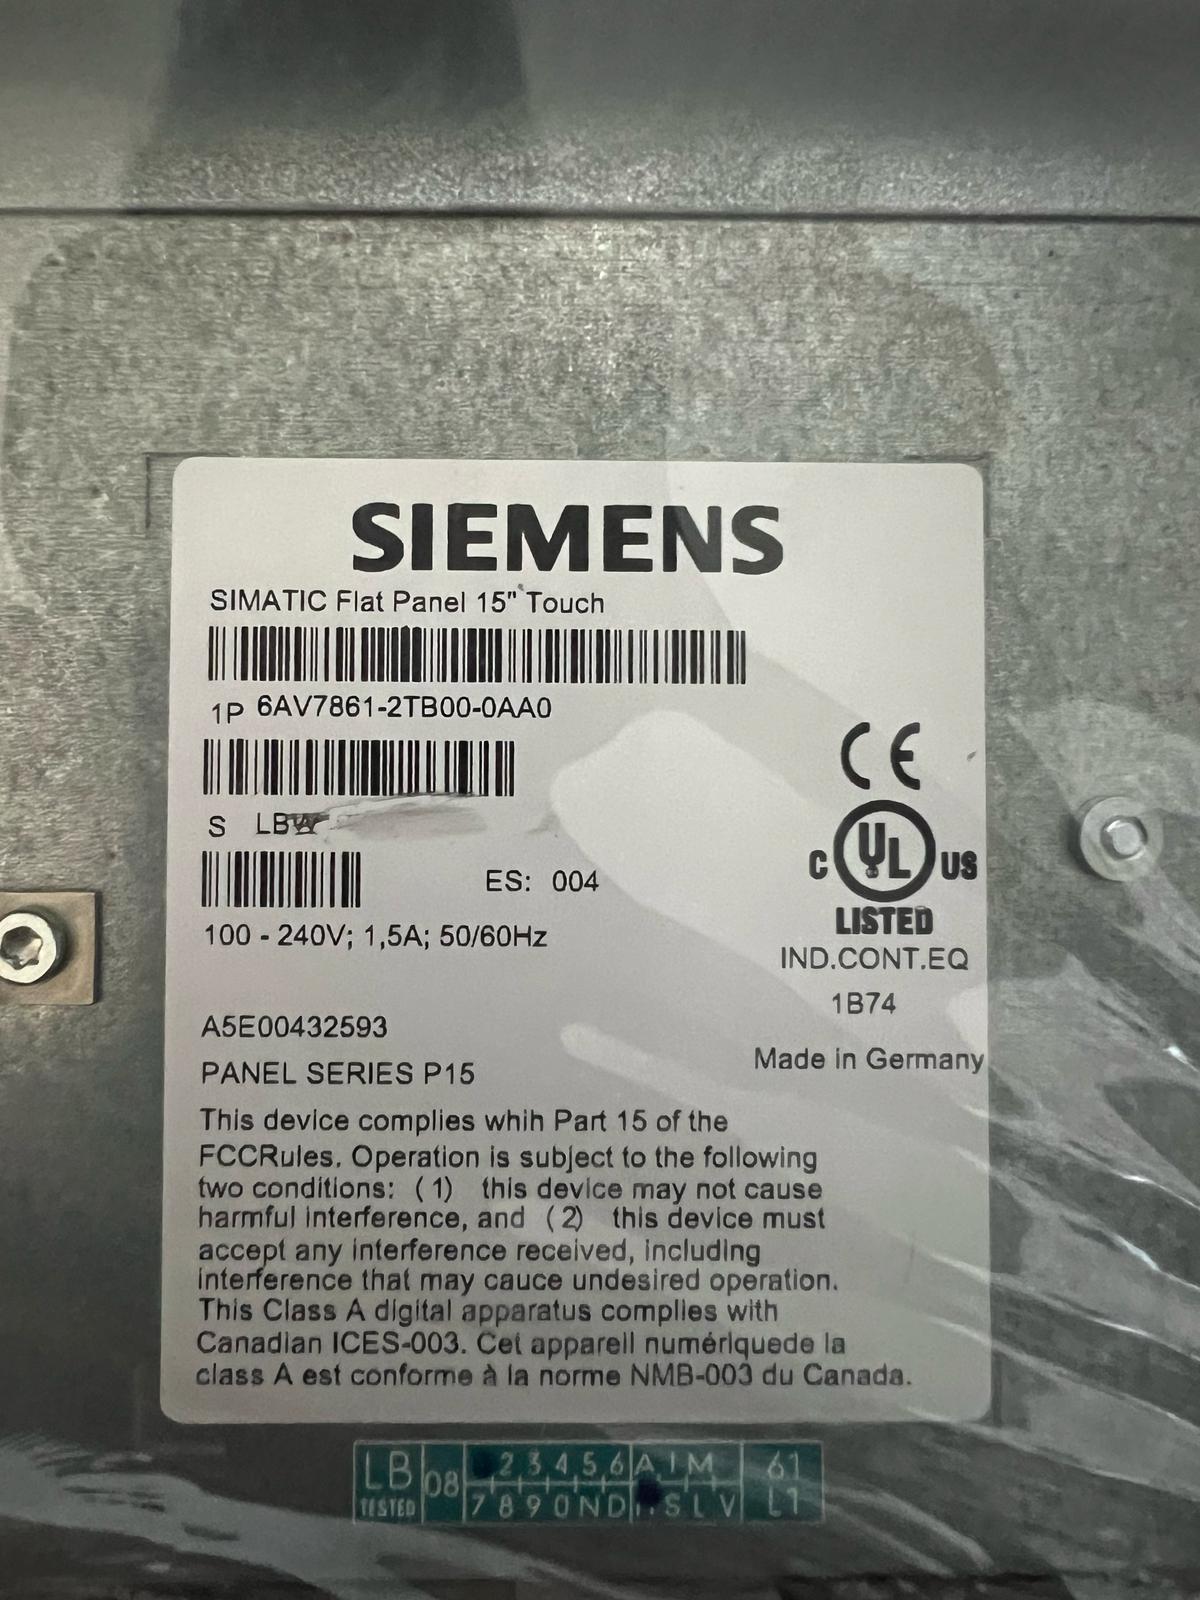 SIEMENS
SIMATIC Flat Panel 15" Touch
1P 6AV7861-2TB00-0AA0
S LBW
ES: 004
100 - 240V; 1,5A; 50/60Hz
CE
C UL US
LISTED
IND.CONT.EQ
1B74
Made in Germany
A5E00432593
PANEL SERIES P15
This device complies whih Part 15 of the
FCCRules. Operation is subject to the following
two conditions: (1) this device may not cause
harmful interference, and (2) this device must
accept any interference received, including
interference that may cauce undesired operation.
This Class A digital apparatus complies with
Canadian ICES-003. Cet appareil numériquede la
class A est conforme à la norme NMB-003 du Canada.
LB 08 2 3 4 5 6 A I M 61
TESTED 7 8 9 0 N D S L V L1